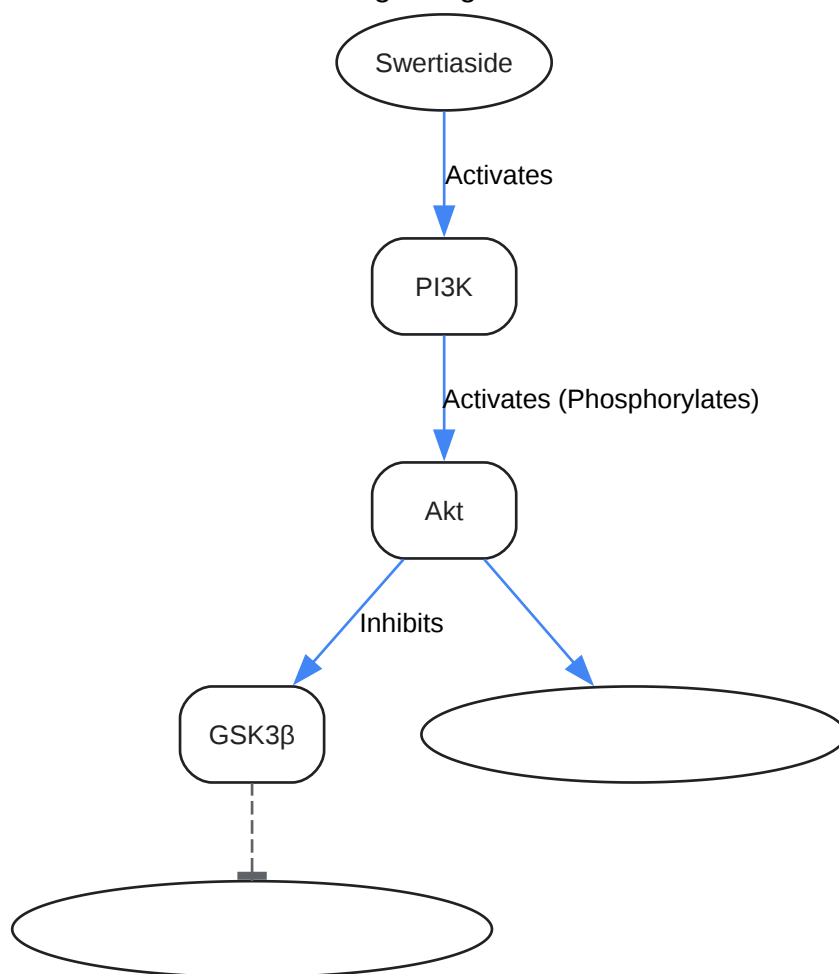 Swertiaside
Activates
PI3K
Activates (Phosphorylates)
Akt
Inhibits
GSK3β